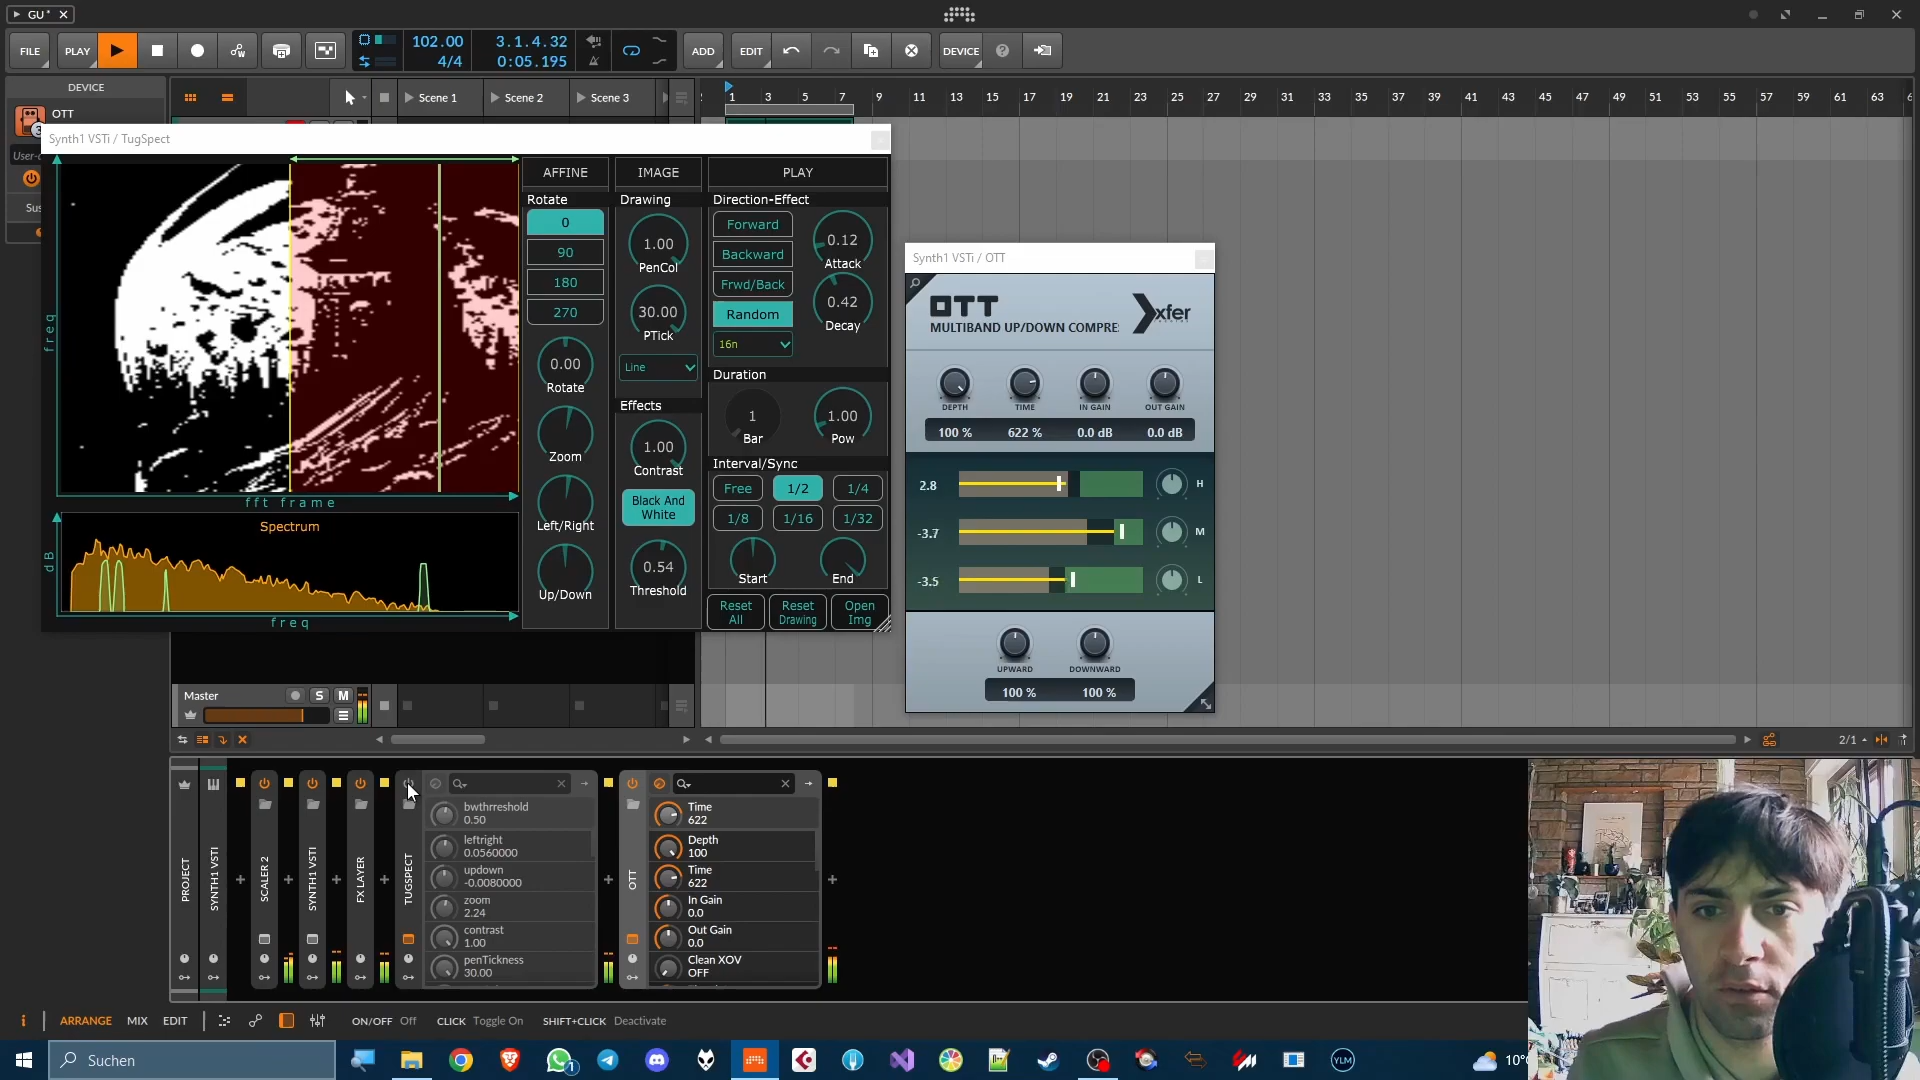 GU *
FILE
PLAY
102.00
4/4
3.1.4.32
0:05.195
ADD
EDIT
DEVICE
DEVICE
OTT
Scene 1
Scene 2
Scene 3
1 3 5 7 9 11 13 15 17 19 21 23 25 27 29 31 33 35 37 39 41 43 45 47 49 51 53 55 57 59 61 63
Synth1 VSTi / TugSpect
freq
fft frame
Spectrum
dB
freq
AFFINE
Rotate
0
90
180
270
0.00
Rotate
Zoom
Left/Right
Up/Down
IMAGE
Drawing
1.00
PenCol
30.00
PTick
Line
Effects
1.00
Contrast
Black And
White
0.54
Threshold
PLAY
Direction-Effect
Forward
Backward
Frwd/Back
Random
16n
0.12
Attack
0.42
Decay
Duration
1
Bar
1.00
Pow
Interval/Sync
Free 1/2 1/4
1/8 1/16 1/32
Start
End
Reset
All
Reset
Drawing
Open
Img
Synth1 VSTi / OTT
OTT
xfer
MULTIBAND UP/DOWN COMPRE
DEPTH TIME IN GAIN OUT GAIN
100 % 622 % 0.0 dB 0.0 dB
2.8 H
-3.7 M
-3.5 L
UPWARD DOWNWARD
100 % 100 %
Master
S
M
2/1
PROJECT
SYNTH1 VSTI
SCALER 2
SYNTH1 VSTI
FX LAYER
TUGSPECT
bwthrreshold
0.50
leftright
0.0560000
updown
-0.0080000
zoom
2.24
contrast
1.00
penTickness
30.00
OTT
Time
622
Depth
100
Time
622
In Gain
0.0
Out Gain
0.0
Clean XOV
OFF
i
ARRANGE MIX EDIT
ON/OFF Off CLICK Toggle On SHIFT+CLICK Deactivate
Suchen
1
YLM